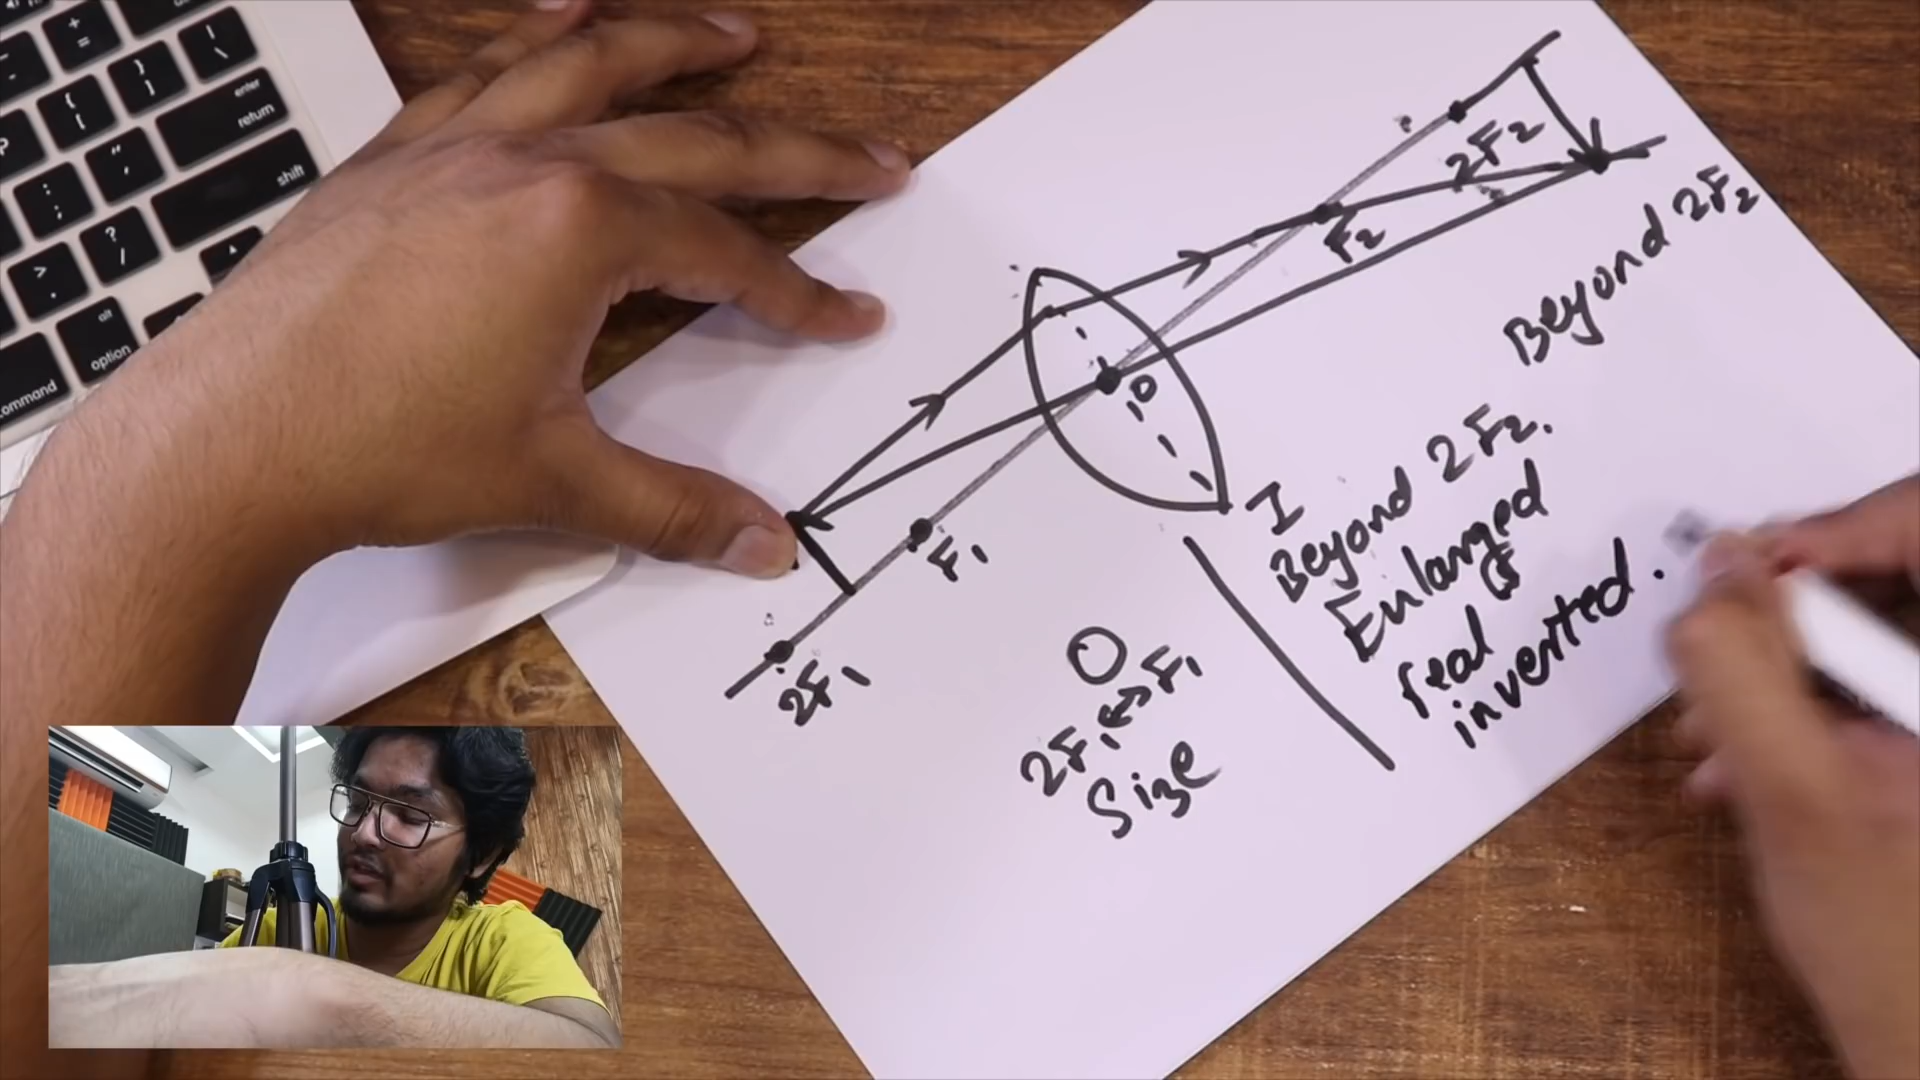 +
=
-
{
[
}
]
|
\
enter
return
?
:
;
"
'
shift
>
.
?
/
alt
option
command
2F2
F2
Beyond 2F2
O
F1
2F1
I
Beyond 2F2.
Enlarged
real &
inverted.
O
2F1 ↔ F1
Size